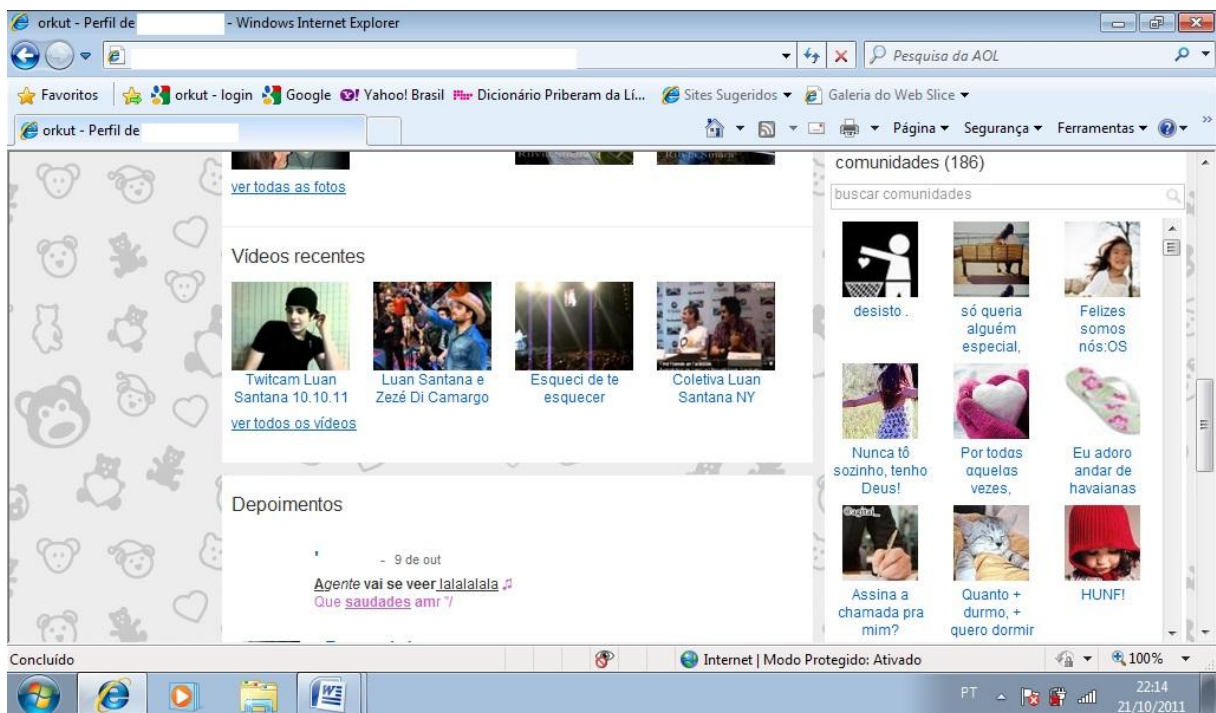 orkut - Perfil de - Windows Internet Explorer
Pesquisa da AOL
Favoritos orkut - login Google Yahoo! Brasil Dicionário Priberam da Lí... Sites Sugeridos Galeria do Web Slice
orkut - Perfil de Página Segurança Ferramentas
ver todas as fotos
Vídeos recentes
Twitcam Luan
Santana 10.10.11
Luan Santana e
Zezé Di Camargo
Esqueci de te
esquecer
Coletiva Luan
Santana NY
ver todos os vídeos
Depoimentos
- 9 de out
Agente vai se veer lalalalala ♫
Que saudades amr "/
comunidades (186)
buscar comunidades
desisto .
só queria
alguém
especial,
Felizes
somos
nós:OS
Nunca tô
sozinho, tenho
Deus!
Por todas
aquelas
vezes,
Eu adoro
andar de
havaianas
@agitai_
Assina a
chamada pra
mim?
Quanto +
durmo, +
quero dormir
HUNF!
Concluído Internet | Modo Protegido: Ativado 100%
PT 22:14
21/10/2011